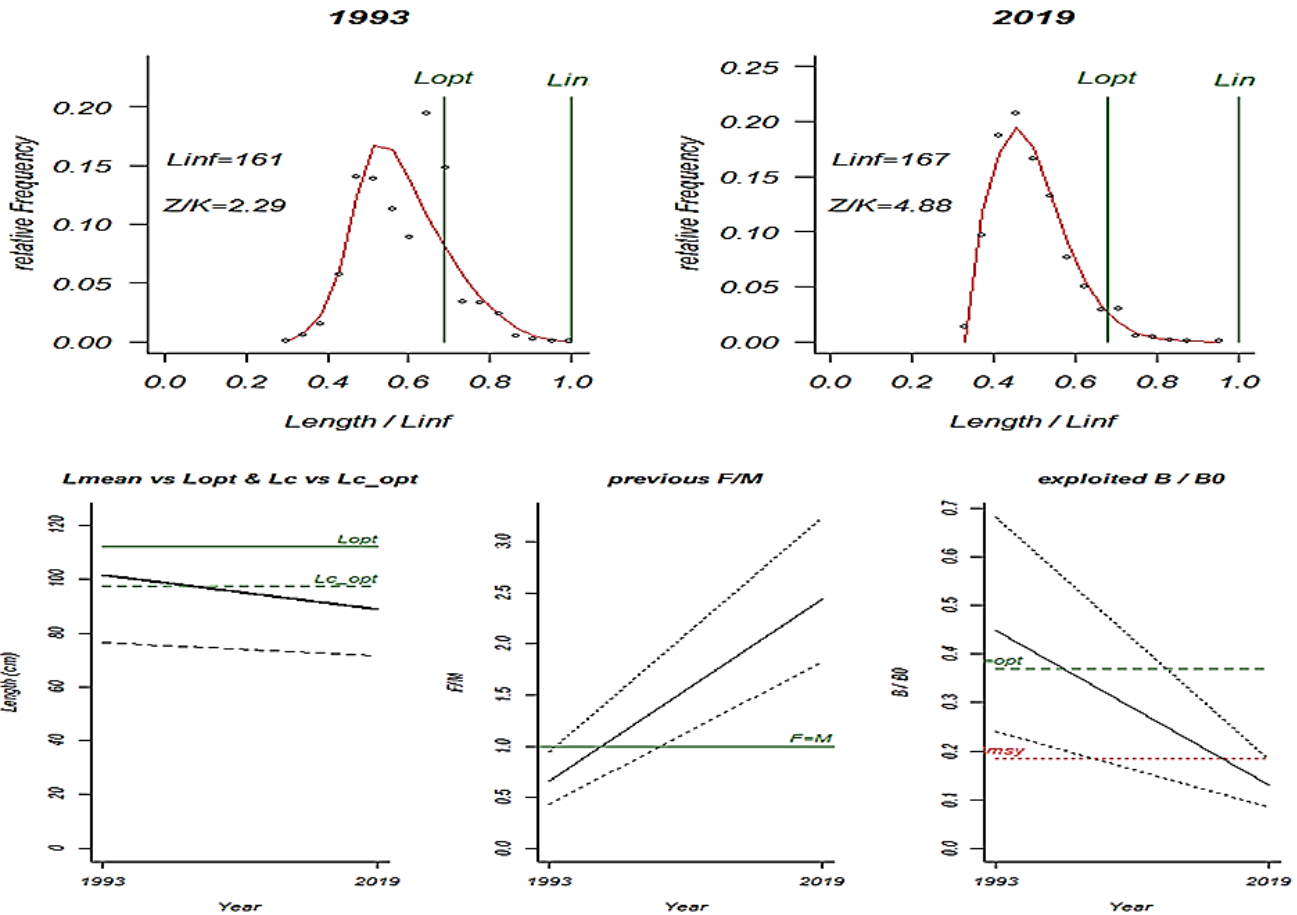 1993
2019
relative Frequency
0.00
0.05
0.10
0.15
0.20
Linf=161
Z/K=2.29
Lopt
Lin
0.0
0.2
0.4
0.6
0.8
1.0
Length / Linf
relative Frequency
0.00
0.05
0.10
0.15
0.20
0.25
Linf=167
Z/K=4.88
Lopt
Lin
0.0
0.2
0.4
0.6
0.8
1.0
Length / Linf
Lmean vs Lopt & Lc vs Lc_opt
Length (cm)
0
20
40
60
80
100
120
Lopt
Lc_opt
1993
2019
Year
previous F/M
F/M
0.0
0.5
1.0
1.5
2.0
2.5
3.0
F=M
1993
2019
Year
exploited B / B0
B / B0
0.0
0.1
0.2
0.3
0.4
0.5
0.6
0.7
=opt
msy
1993
2019
Year